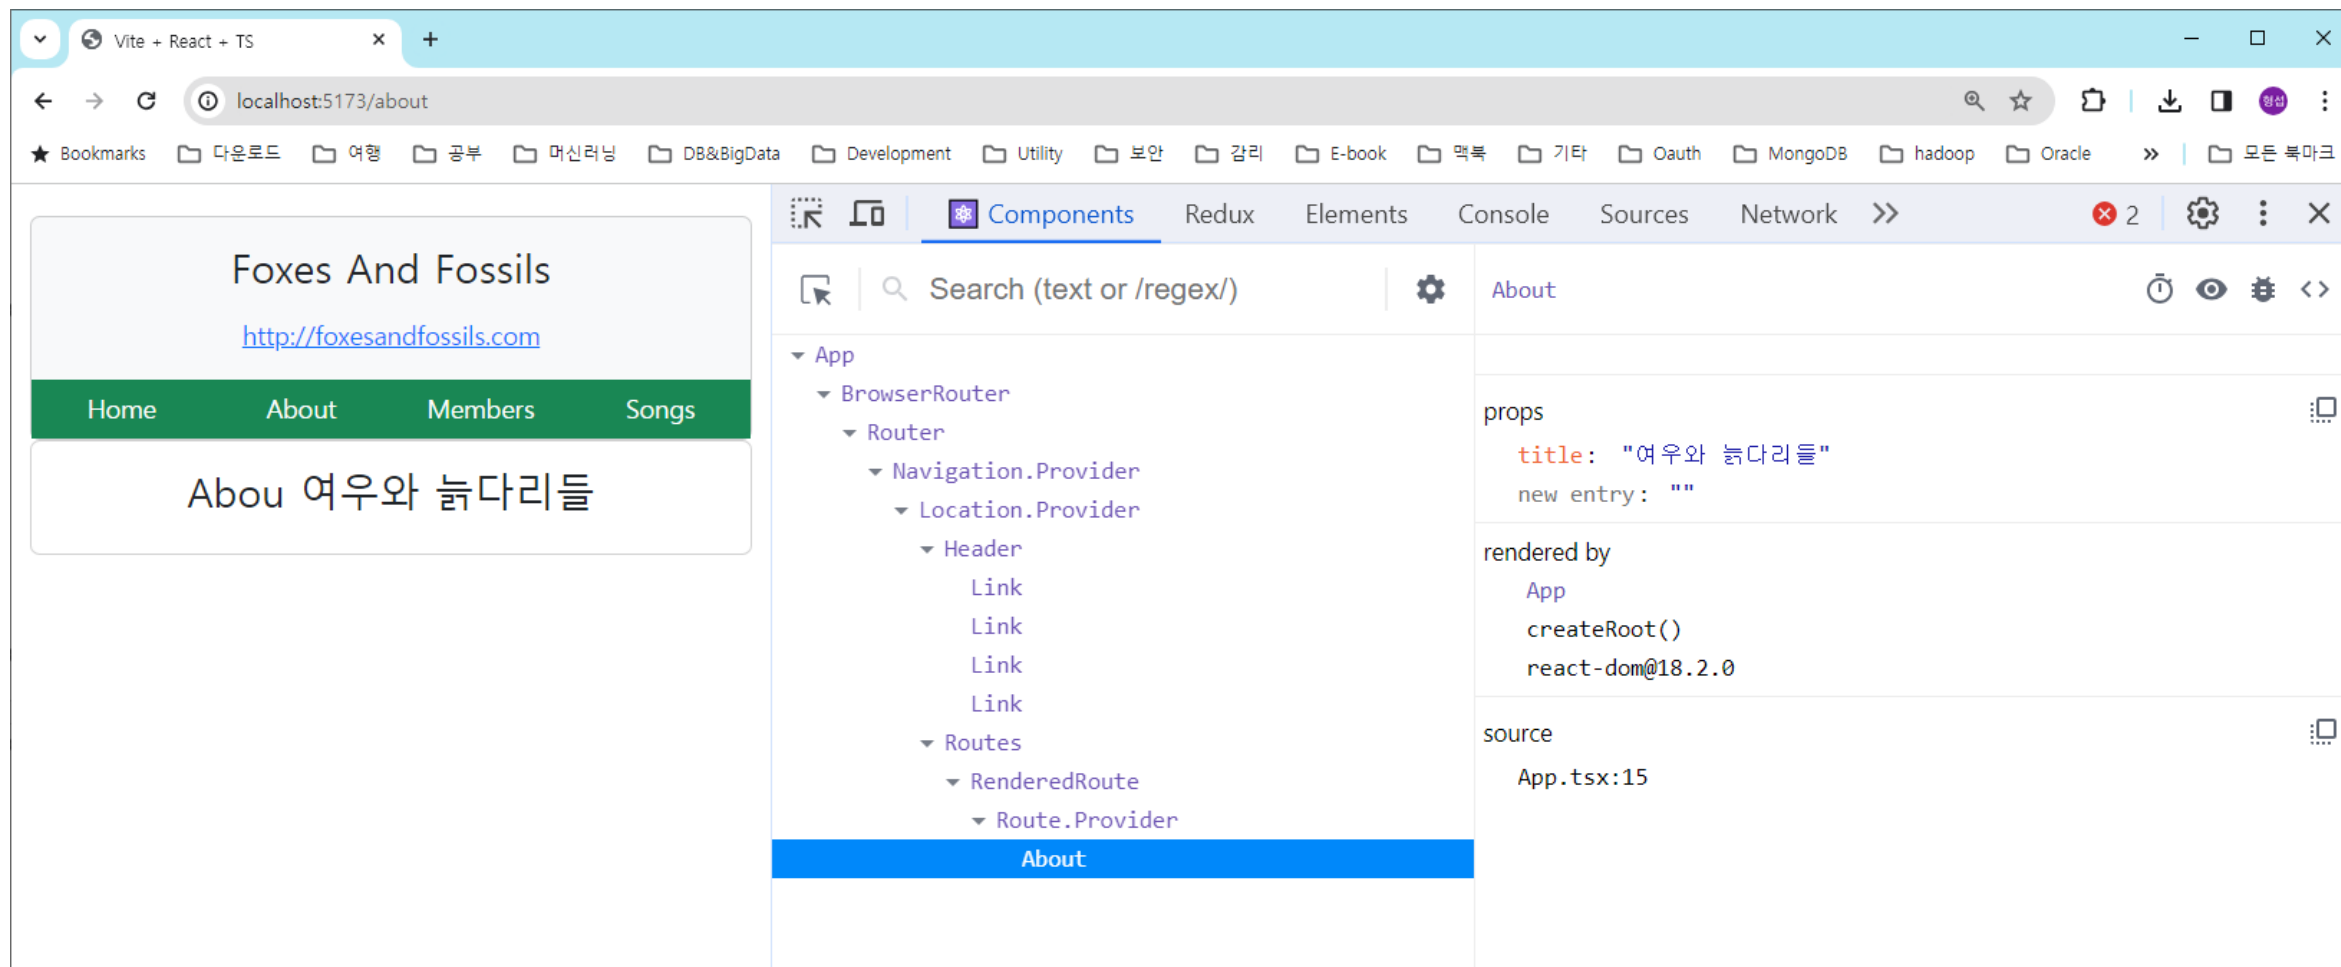 Vite + React + TS
localhost:5173/about
형섭
Bookmarks 다운로드 여행 공부 머신러닝 DB&BigData Development Utility 보안 감리 E-book 맥북 기타 Oauth MongoDB hadoop Oracle » 모든 북마크
Foxes And Fossils
http://foxesandfossils.com
Home About Members Songs
Abou 여우와 늙다리들
Components Redux Elements Console Sources Network 2
Search (text or /regex/)
App
BrowserRouter
Router
Navigation.Provider
Location.Provider
Header
Link
Link
Link
Link
Routes
RenderedRoute
Route.Provider
About
About
props
title: "여우와 늙다리들"
new entry: ""
rendered by
App
createRoot()
react-dom@18.2.0
source
App.tsx:15